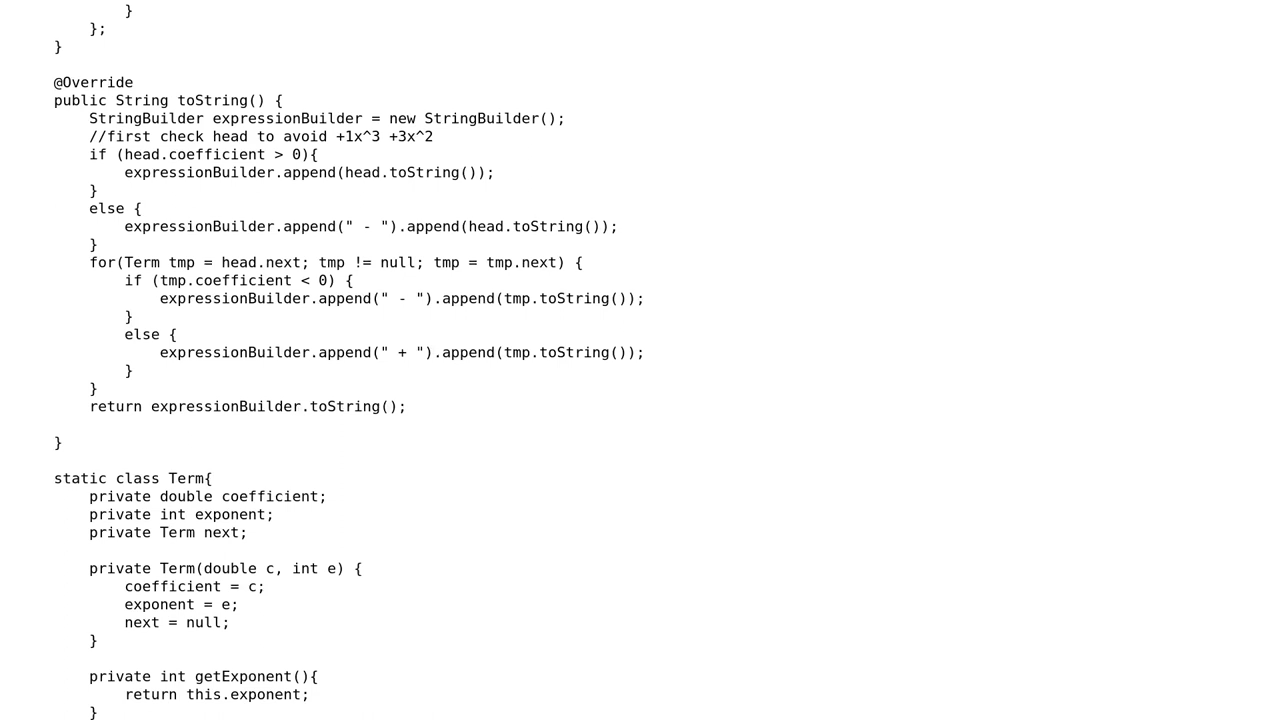 }
    };
}

@Override
public String toString() {
    StringBuilder expressionBuilder = new StringBuilder();
    //first check head to avoid +1x^3 +3x^2
    if (head.coefficient > 0){
        expressionBuilder.append(head.toString());
    }
    else {
        expressionBuilder.append(" - ").append(head.toString());
    }
    for(Term tmp = head.next; tmp != null; tmp = tmp.next) {
        if (tmp.coefficient < 0) {
            expressionBuilder.append(" - ").append(tmp.toString());
        }
        else {
            expressionBuilder.append(" + ").append(tmp.toString());
        }
    }
    return expressionBuilder.toString();

}

static class Term{
    private double coefficient;
    private int exponent;
    private Term next;

    private Term(double c, int e) {
        coefficient = c;
        exponent = e;
        next = null;
    }

    private int getExponent(){
        return this.exponent;
    }